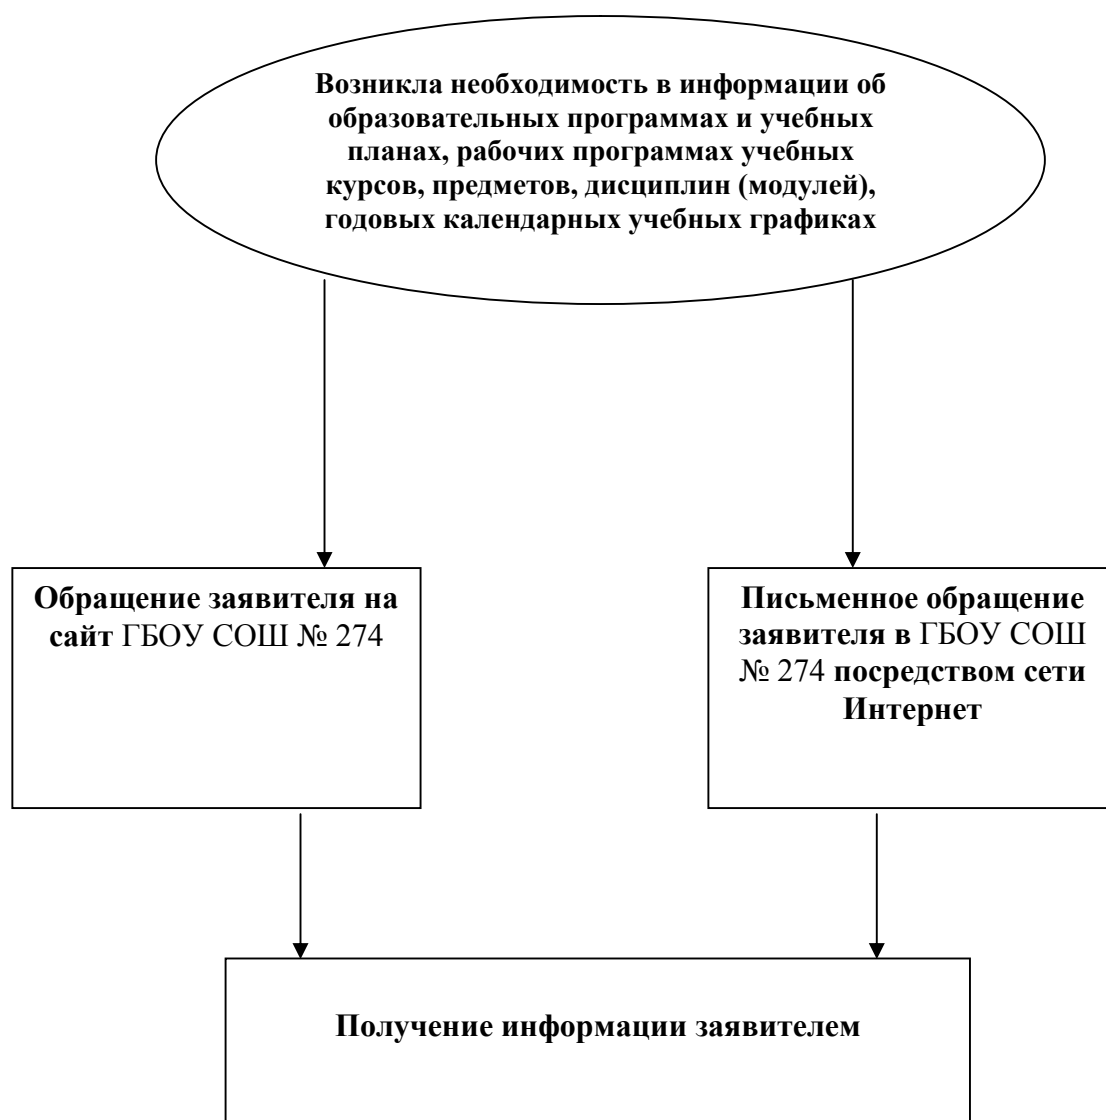 Возникла необходимость в информации об
образовательных программах и учебных
планах, рабочих программах учебных
курсов, предметов, дисциплин (модулей),
годовых календарных учебных графиках
Обращение заявителя на
сайт ГБОУ СОШ № 274
Письменное обращение
заявителя в ГБОУ СОШ
№ 274 посредством сети
Интернет
Получение информации заявителем